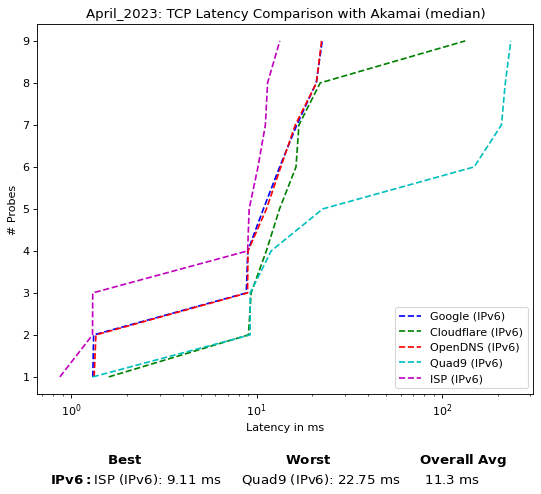 April_2023: TCP Latency Comparison with Akamai (median)
9
8
7
6
5
4
3
2
1
# Probes
Google (IPv6)
Cloudflare (IPv6)
OpenDNS (IPv6)
Quad9 (IPv6)
ISP (IPv6)
10^0 10^1 10^2
Latency in ms
Best Worst Overall Avg
IPv6: ISP (IPv6): 9.11 ms Quad9 (IPv6): 22.75 ms 11.3 ms